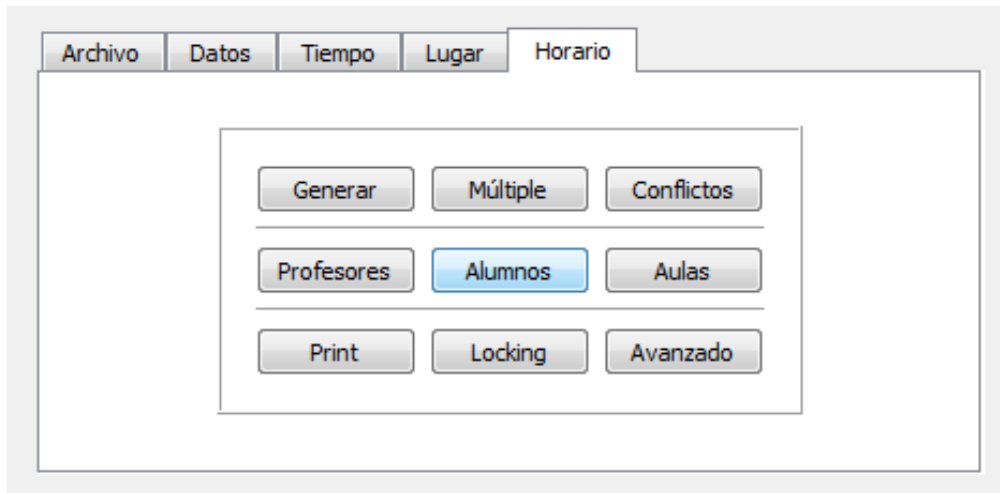 Archivo Datos Tiempo Lugar Horario
Generar Múltiple Conflictos
Profesores Alumnos Aulas
Print Locking Avanzado